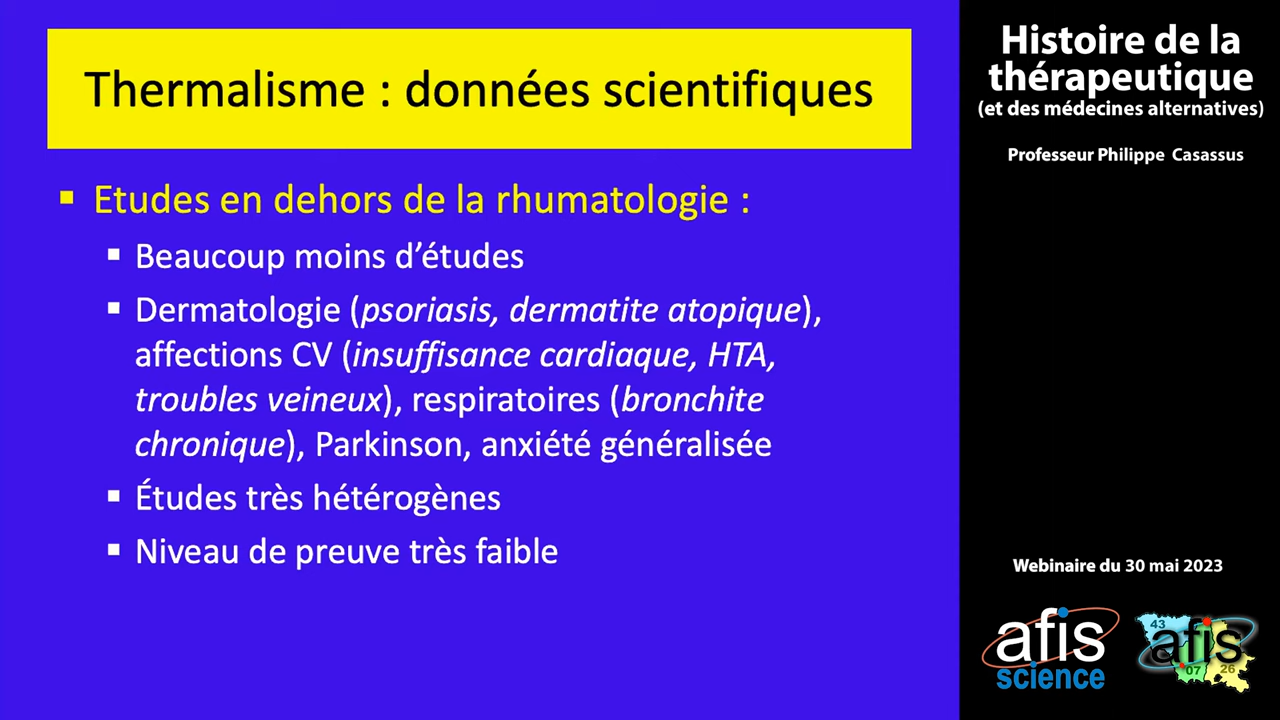 Thermalisme : données scientifiques
▪ Etudes en dehors de la rhumatologie :
▪ Beaucoup moins d’études
▪ Dermatologie (psoriasis, dermatite atopique),
affections CV (insuffisance cardiaque, HTA,
troubles veineux), respiratoires (bronchite
chronique), Parkinson, anxiété généralisée
▪ Études très hétérogènes
▪ Niveau de preuve très faible
Histoire de la
thérapeutique
(et des médecines alternatives)
Professeur Philippe Casassus
Webinaire du 30 mai 2023
afis
science
43
afis
07
26